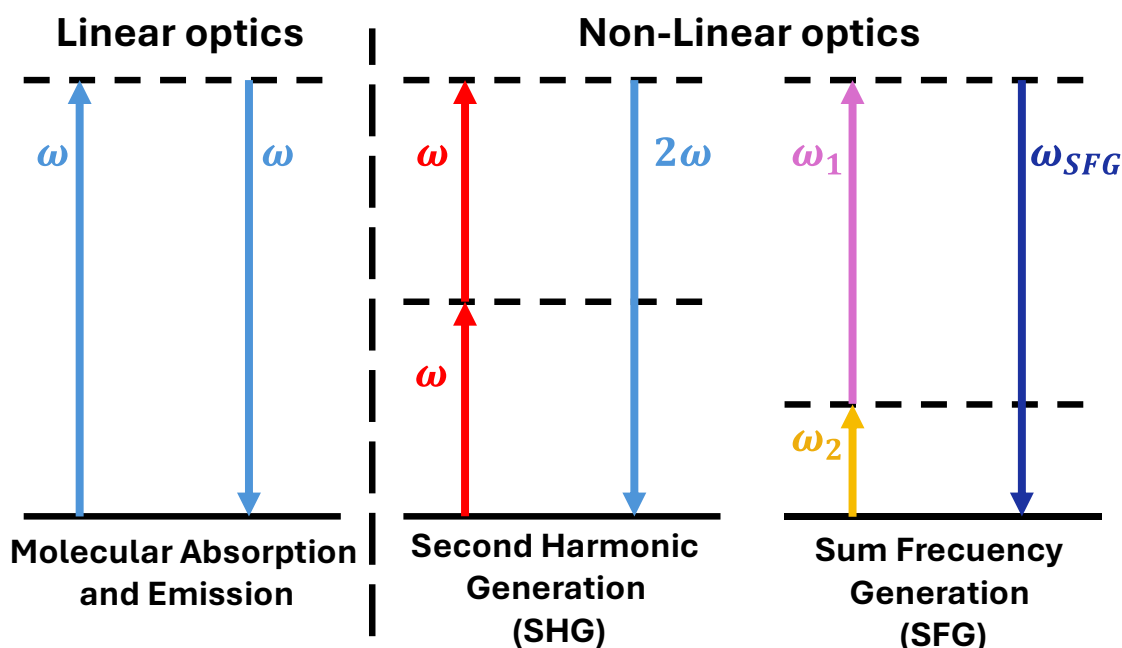 Linear optics
Non-Linear optics
ω
ω
ω
ω
2ω
ω₁
ω₂
ω_SFG
Molecular Absorption
and Emission
Second Harmonic
Generation
(SHG)
Sum Frecuency
Generation
(SFG)